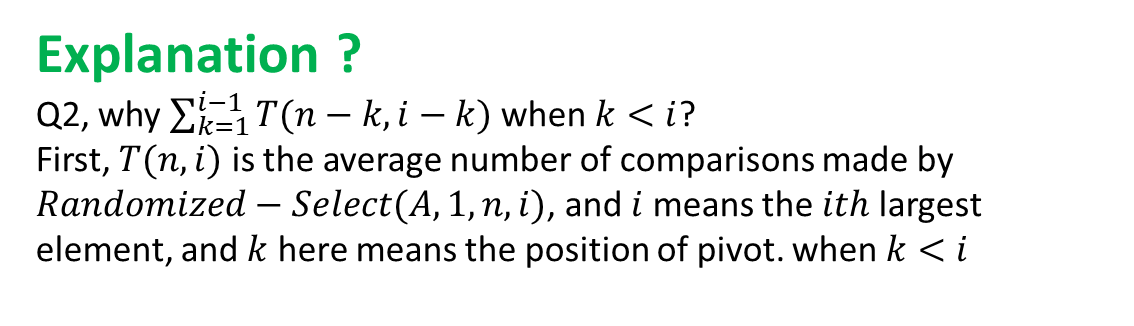 Explanation ?
Q2, why ∑_{k=1}^{i−1} T(n − k, i − k) when k < i?
First, T(n, i) is the average number of comparisons made by
Randomized − Select(A, 1, n, i), and i means the ith largest
element, and k here means the position of pivot. when k < i